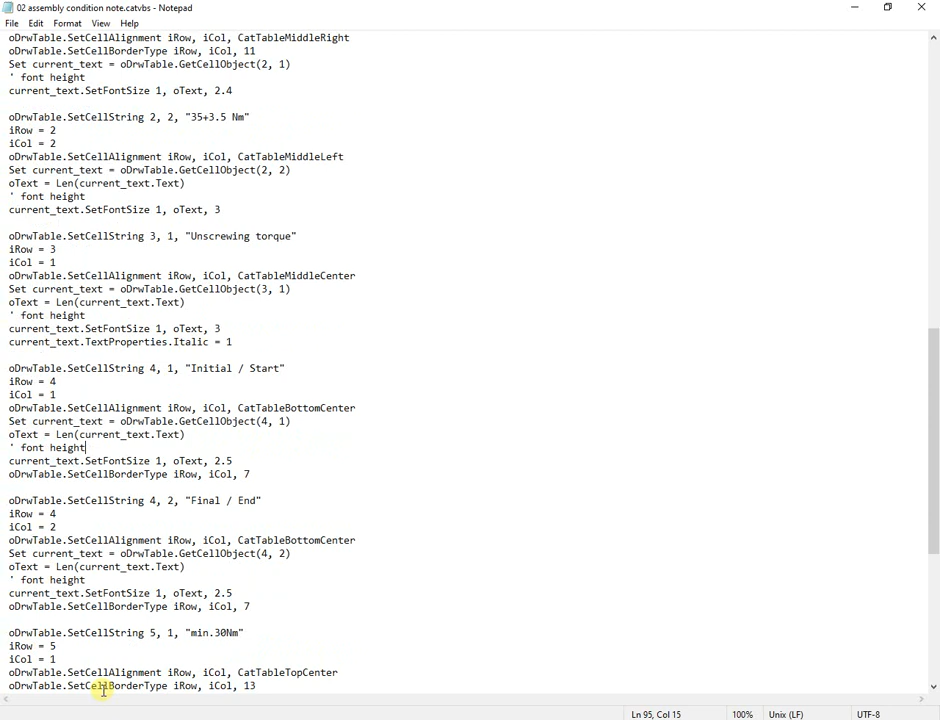 02 assembly condition note.catvbs - Notepad
File Edit Format View Help
oDrwTable.SetCellAlignment iRow, iCol, CatTableMiddleRight
oDrwTable.SetCellBorderType iRow, iCol, 11
Set current_text = oDrwTable.GetCellObject(2, 1)
' font height
current_text.SetFontSize 1, oText, 2.4
oDrwTable.SetCellString 2, 2, "35+3.5 Nm"
iRow = 2
iCol = 2
oDrwTable.SetCellAlignment iRow, iCol, CatTableMiddleLeft
Set current_text = oDrwTable.GetCellObject(2, 2)
oText = Len(current_text.Text)
' font height
current_text.SetFontSize 1, oText, 3
oDrwTable.SetCellString 3, 1, "Unscrewing torque"
iRow = 3
iCol = 1
oDrwTable.SetCellAlignment iRow, iCol, CatTableMiddleCenter
Set current_text = oDrwTable.GetCellObject(3, 1)
oText = Len(current_text.Text)
' font height
current_text.SetFontSize 1, oText, 3
current_text.TextProperties.Italic = 1
oDrwTable.SetCellString 4, 1, "Initial / Start"
iRow = 4
iCol = 1
oDrwTable.SetCellAlignment iRow, iCol, CatTableBottomCenter
Set current_text = oDrwTable.GetCellObject(4, 1)
oText = Len(current_text.Text)
' font height
current_text.SetFontSize 1, oText, 2.5
oDrwTable.SetCellBorderType iRow, iCol, 7
oDrwTable.SetCellString 4, 2, "Final / End"
iRow = 4
iCol = 2
oDrwTable.SetCellAlignment iRow, iCol, CatTableBottomCenter
Set current_text = oDrwTable.GetCellObject(4, 2)
oText = Len(current_text.Text)
' font height
current_text.SetFontSize 1, oText, 2.5
oDrwTable.SetCellBorderType iRow, iCol, 7
oDrwTable.SetCellString 5, 1, "min.30Nm"
iRow = 5
iCol = 1
oDrwTable.SetCellAlignment iRow, iCol, CatTableTopCenter
oDrwTable.SetCellBorderType iRow, iCol, 13
Ln 95, Col 15 100% Unix (LF) UTF-8